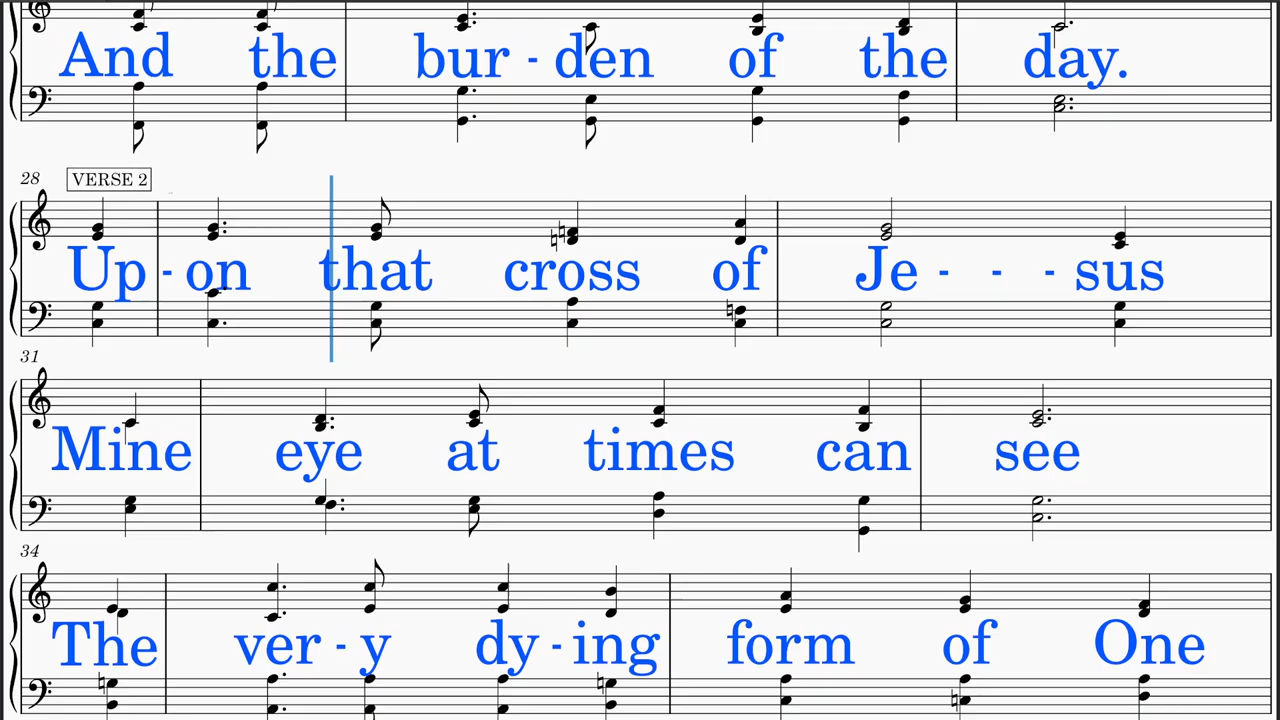 And the bur - den of the day.
28 VERSE 2
Up - on that cross of Je - - - sus
31
Mine eye at times can see
34
The ver - y dy - ing form of One